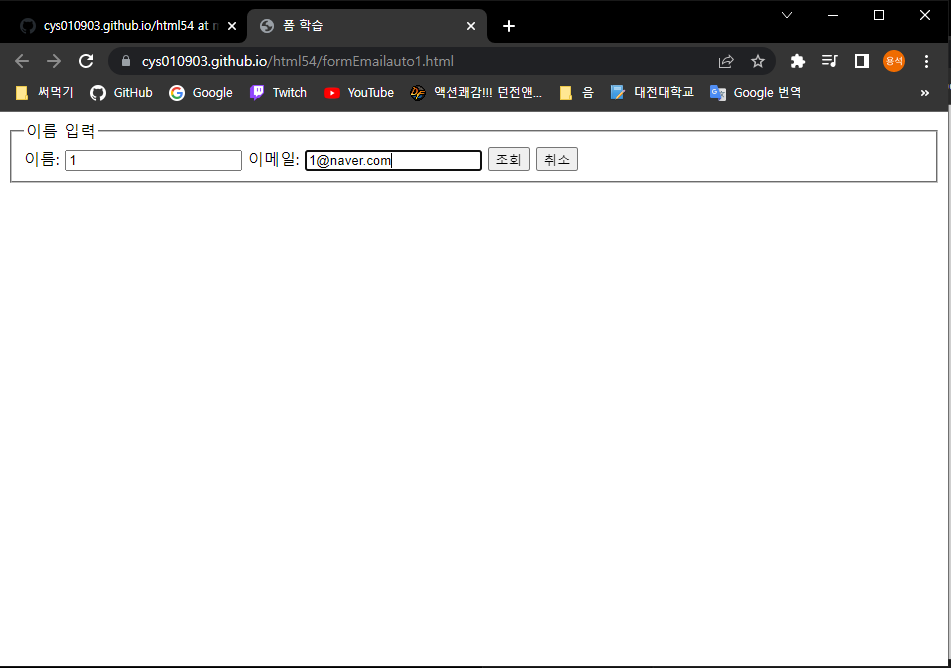 cys010903.github.io/html54 at m
폼 학습
cys010903.github.io/html54/formEmailauto1.html
용석
써먹기 GitHub Google Twitch YouTube 액션쾌감!!! 던전앤... 음 대전대학교 Google 번역 »
이름 입력
이름: 1 이메일: 1@naver.com 조회 취소